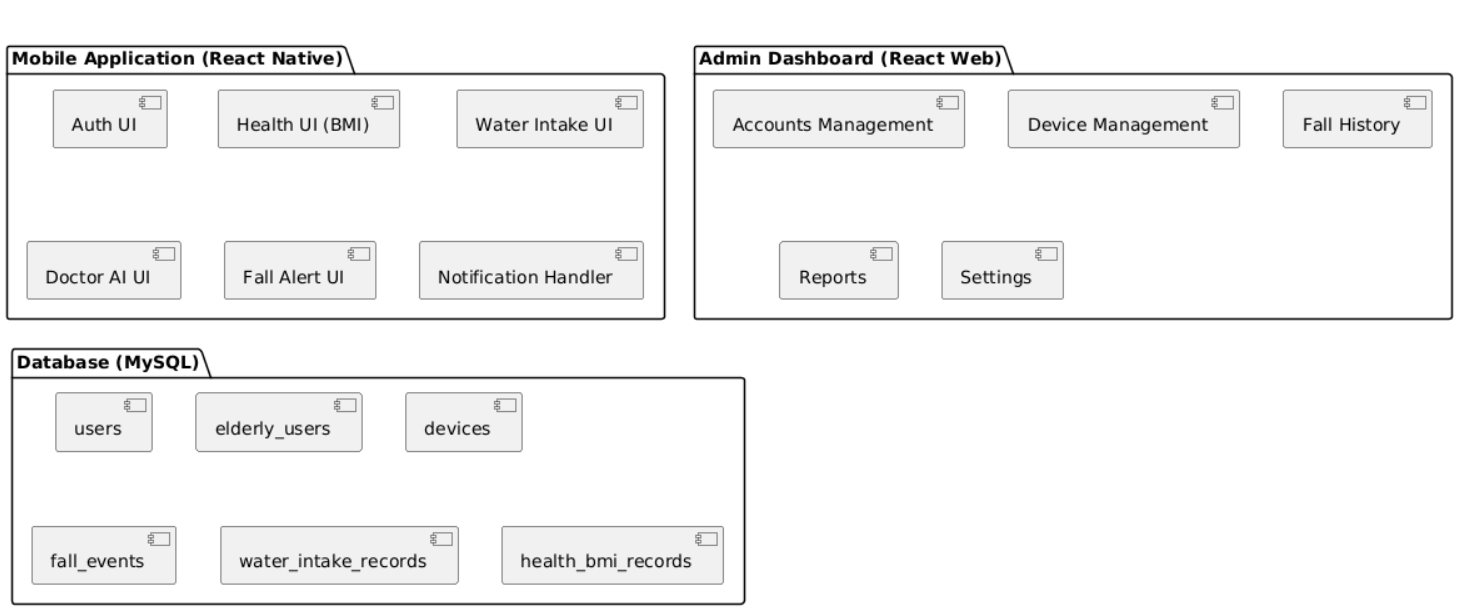 Mobile Application (React Native)
Auth UI
Health UI (BMI)
Water Intake UI
Doctor AI UI
Fall Alert UI
Notification Handler
Admin Dashboard (React Web)
Accounts Management
Device Management
Fall History
Reports
Settings
Database (MySQL)
users
elderly_users
devices
fall_events
water_intake_records
health_bmi_records